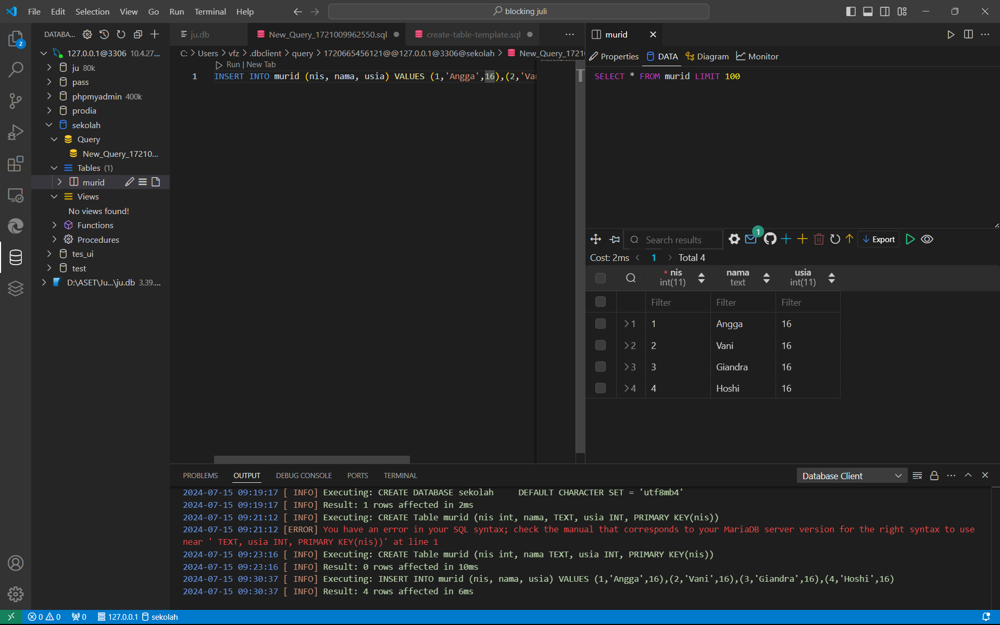 File Edit Selection View Go Run Terminal Help
blocking juli
2
DATABA...
127.0.0.1@3306 10.4.27...
ju 80k
pass
phpmyadmin 400k
prodia
sekolah
Query
New_Query_17210...
Tables (1)
murid
Views
No views found!
Functions
Procedures
tes_ui
test
D:\ASET\Ju...\ju.db 3.39....
ju.db
New_Query_1721009962550.sql
create-table-template.sql
C: > Users > vfz > .dbclient > query > 1720665456121@@127.0.0.1@3306@sekolah > New_Query_1721
Run | New Tab
1 INSERT INTO murid (nis, nama, usia) VALUES (1,'Angga',16),(2,'Va
murid
Properties DATA Diagram Monitor
SELECT * FROM murid LIMIT 100
Search results
1
Export
Cost: 2ms < 1 > Total 4
* nis nama usia
int(11) text int(11)
Filter Filter Filter
1 1 Angga 16
2 2 Vani 16
3 3 Giandra 16
4 4 Hoshi 16
PROBLEMS OUTPUT DEBUG CONSOLE PORTS TERMINAL
Database Client
2024-07-15 09:19:17 [ INFO] Executing: CREATE DATABASE sekolah     DEFAULT CHARACTER SET = 'utf8mb4'
2024-07-15 09:19:17 [ INFO] Result: 1 rows affected in 2ms
2024-07-15 09:21:12 [ INFO] Executing: CREATE Table murid (nis int, nama, TEXT, usia INT, PRIMARY KEY(nis))
2024-07-15 09:21:12 [ERROR] You have an error in your SQL syntax; check the manual that corresponds to your MariaDB server version for the right syntax to use
near ' TEXT, usia INT, PRIMARY KEY(nis))' at line 1
2024-07-15 09:23:16 [ INFO] Executing: CREATE Table murid (nis int, nama TEXT, usia INT, PRIMARY KEY(nis))
2024-07-15 09:23:16 [ INFO] Result: 0 rows affected in 10ms
2024-07-15 09:30:37 [ INFO] Executing: INSERT INTO murid (nis, nama, usia) VALUES (1,'Angga',16),(2,'Vani',16),(3,'Giandra',16),(4,'Hoshi',16)
2024-07-15 09:30:37 [ INFO] Result: 4 rows affected in 6ms
0 0 0 127.0.0.1 sekolah